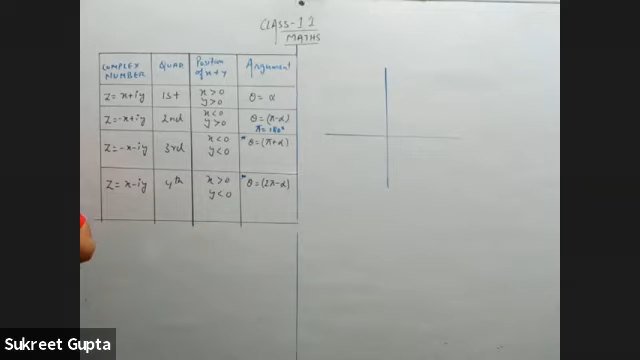 CLASS-11
MATHS
COMPLEX NUMBER QUAD Position of x+y Argument
Z = x+iy 1st x>0 y>0 θ = α
Z = -x+iy 2nd x<0 y>0 θ = (π-α) π=180°
Z = -x-iy 3rd x<0 y<0 θ = (π+α)
Z = x-iy 4th x>0 y<0 θ = (2π-α)
Sukreet Gupta